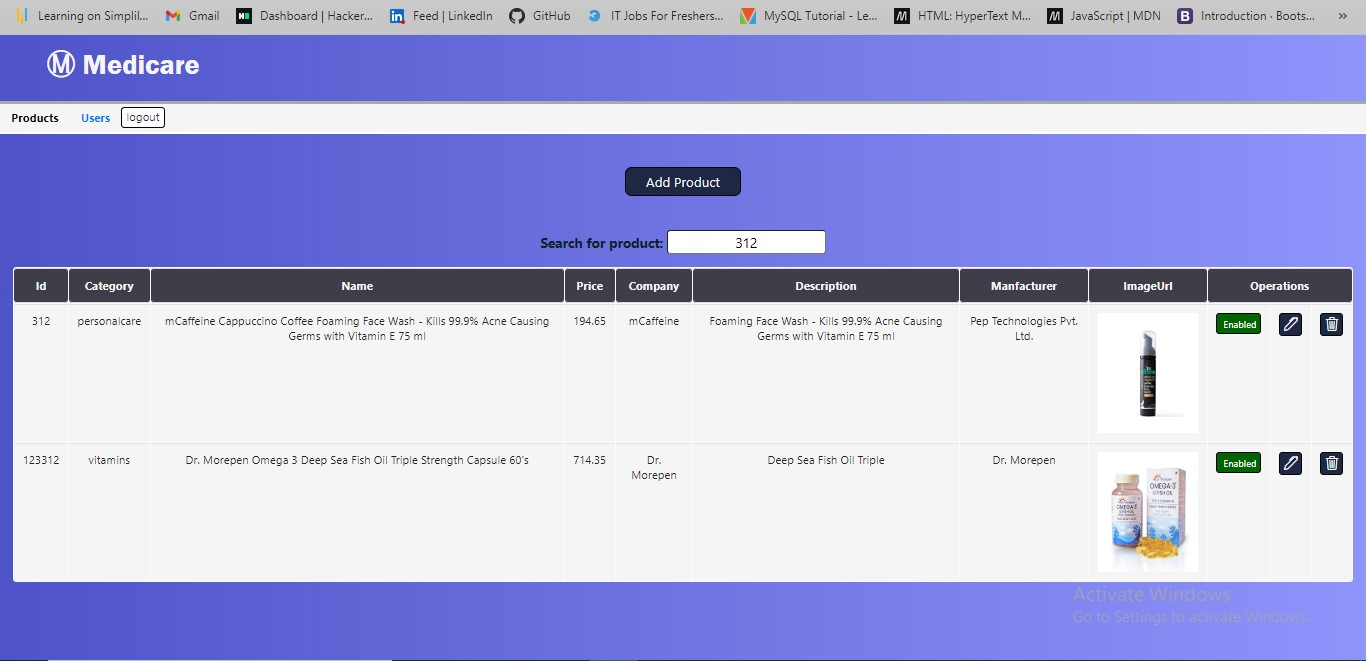 Learning on Simplil...
Gmail
Dashboard | Hacker...
Feed | LinkedIn
GitHub
IT Jobs For Freshers...
MySQL Tutorial - Le...
HTML: HyperText M...
JavaScript | MDN
Introduction · Boots...
»
Ⓜ Medicare
Products Users logout
Add Product
Search for product: 312
Id Category Name Price Company Description Manfacturer ImageUrl Operations
312 personalcare mCaffeine Cappuccino Coffee Foaming Face Wash - Kills 99.9% Acne Causing 194.65 mCaffeine Foaming Face Wash - Kills 99.9% Acne Causing Pep Technologies Pvt. Enabled
Germs with Vitamin E 75 ml Germs with Vitamin E 75 ml Ltd.
123312 vitamins Dr. Morepen Omega 3 Deep Sea Fish Oil Triple Strength Capsule 60's 714.35 Dr. Deep Sea Fish Oil Triple Dr. Morepen Enabled
Morepen
OMEGA-3
OMEGA-3
Activate Windows
Go to Settings to activate Windows.